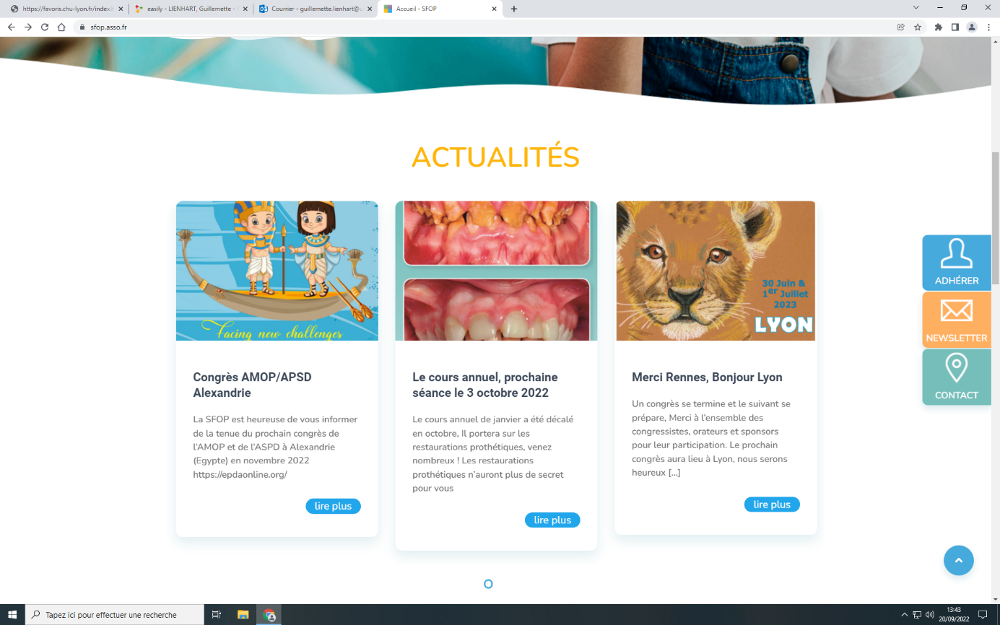 https://favoris.chu-lyon.fr/index.h
easily - LIENHART, Guillemette -
Courrier - guillemette.lienhart@
Accueil - SFOP
sfop.asso.fr
ACTUALITÉS
Facing new challenges
30 Juin &
1er Juillet
2023
LYON
Congrès AMOP/APSD
Alexandrie
La SFOP est heureuse de vous informer
de la tenue du prochain congrès de
l’AMOP et de l’ASPD à Alexandrie
(Egypte) en novembre 2022
https://epdaonline.org/
lire plus
Le cours annuel, prochaine
séance le 3 octobre 2022
Le cours annuel de janvier a été décalé
en octobre, Il portera sur les
restaurations prothétiques, venez
nombreux ! Les restaurations
prothétiques n’auront plus de secret
pour vous
lire plus
Merci Rennes, Bonjour Lyon
Un congrès se termine et le suivant se
prépare, Merci à l’ensemble des
congressistes, orateurs et sponsors
pour leur participation. Le prochain
congrès aura lieu à Lyon, nous serons
heureux [...]
lire plus
ADHÉRER
NEWSLETTER
CONTACT
Tapez ici pour effectuer une recherche
13:43
20/09/2022